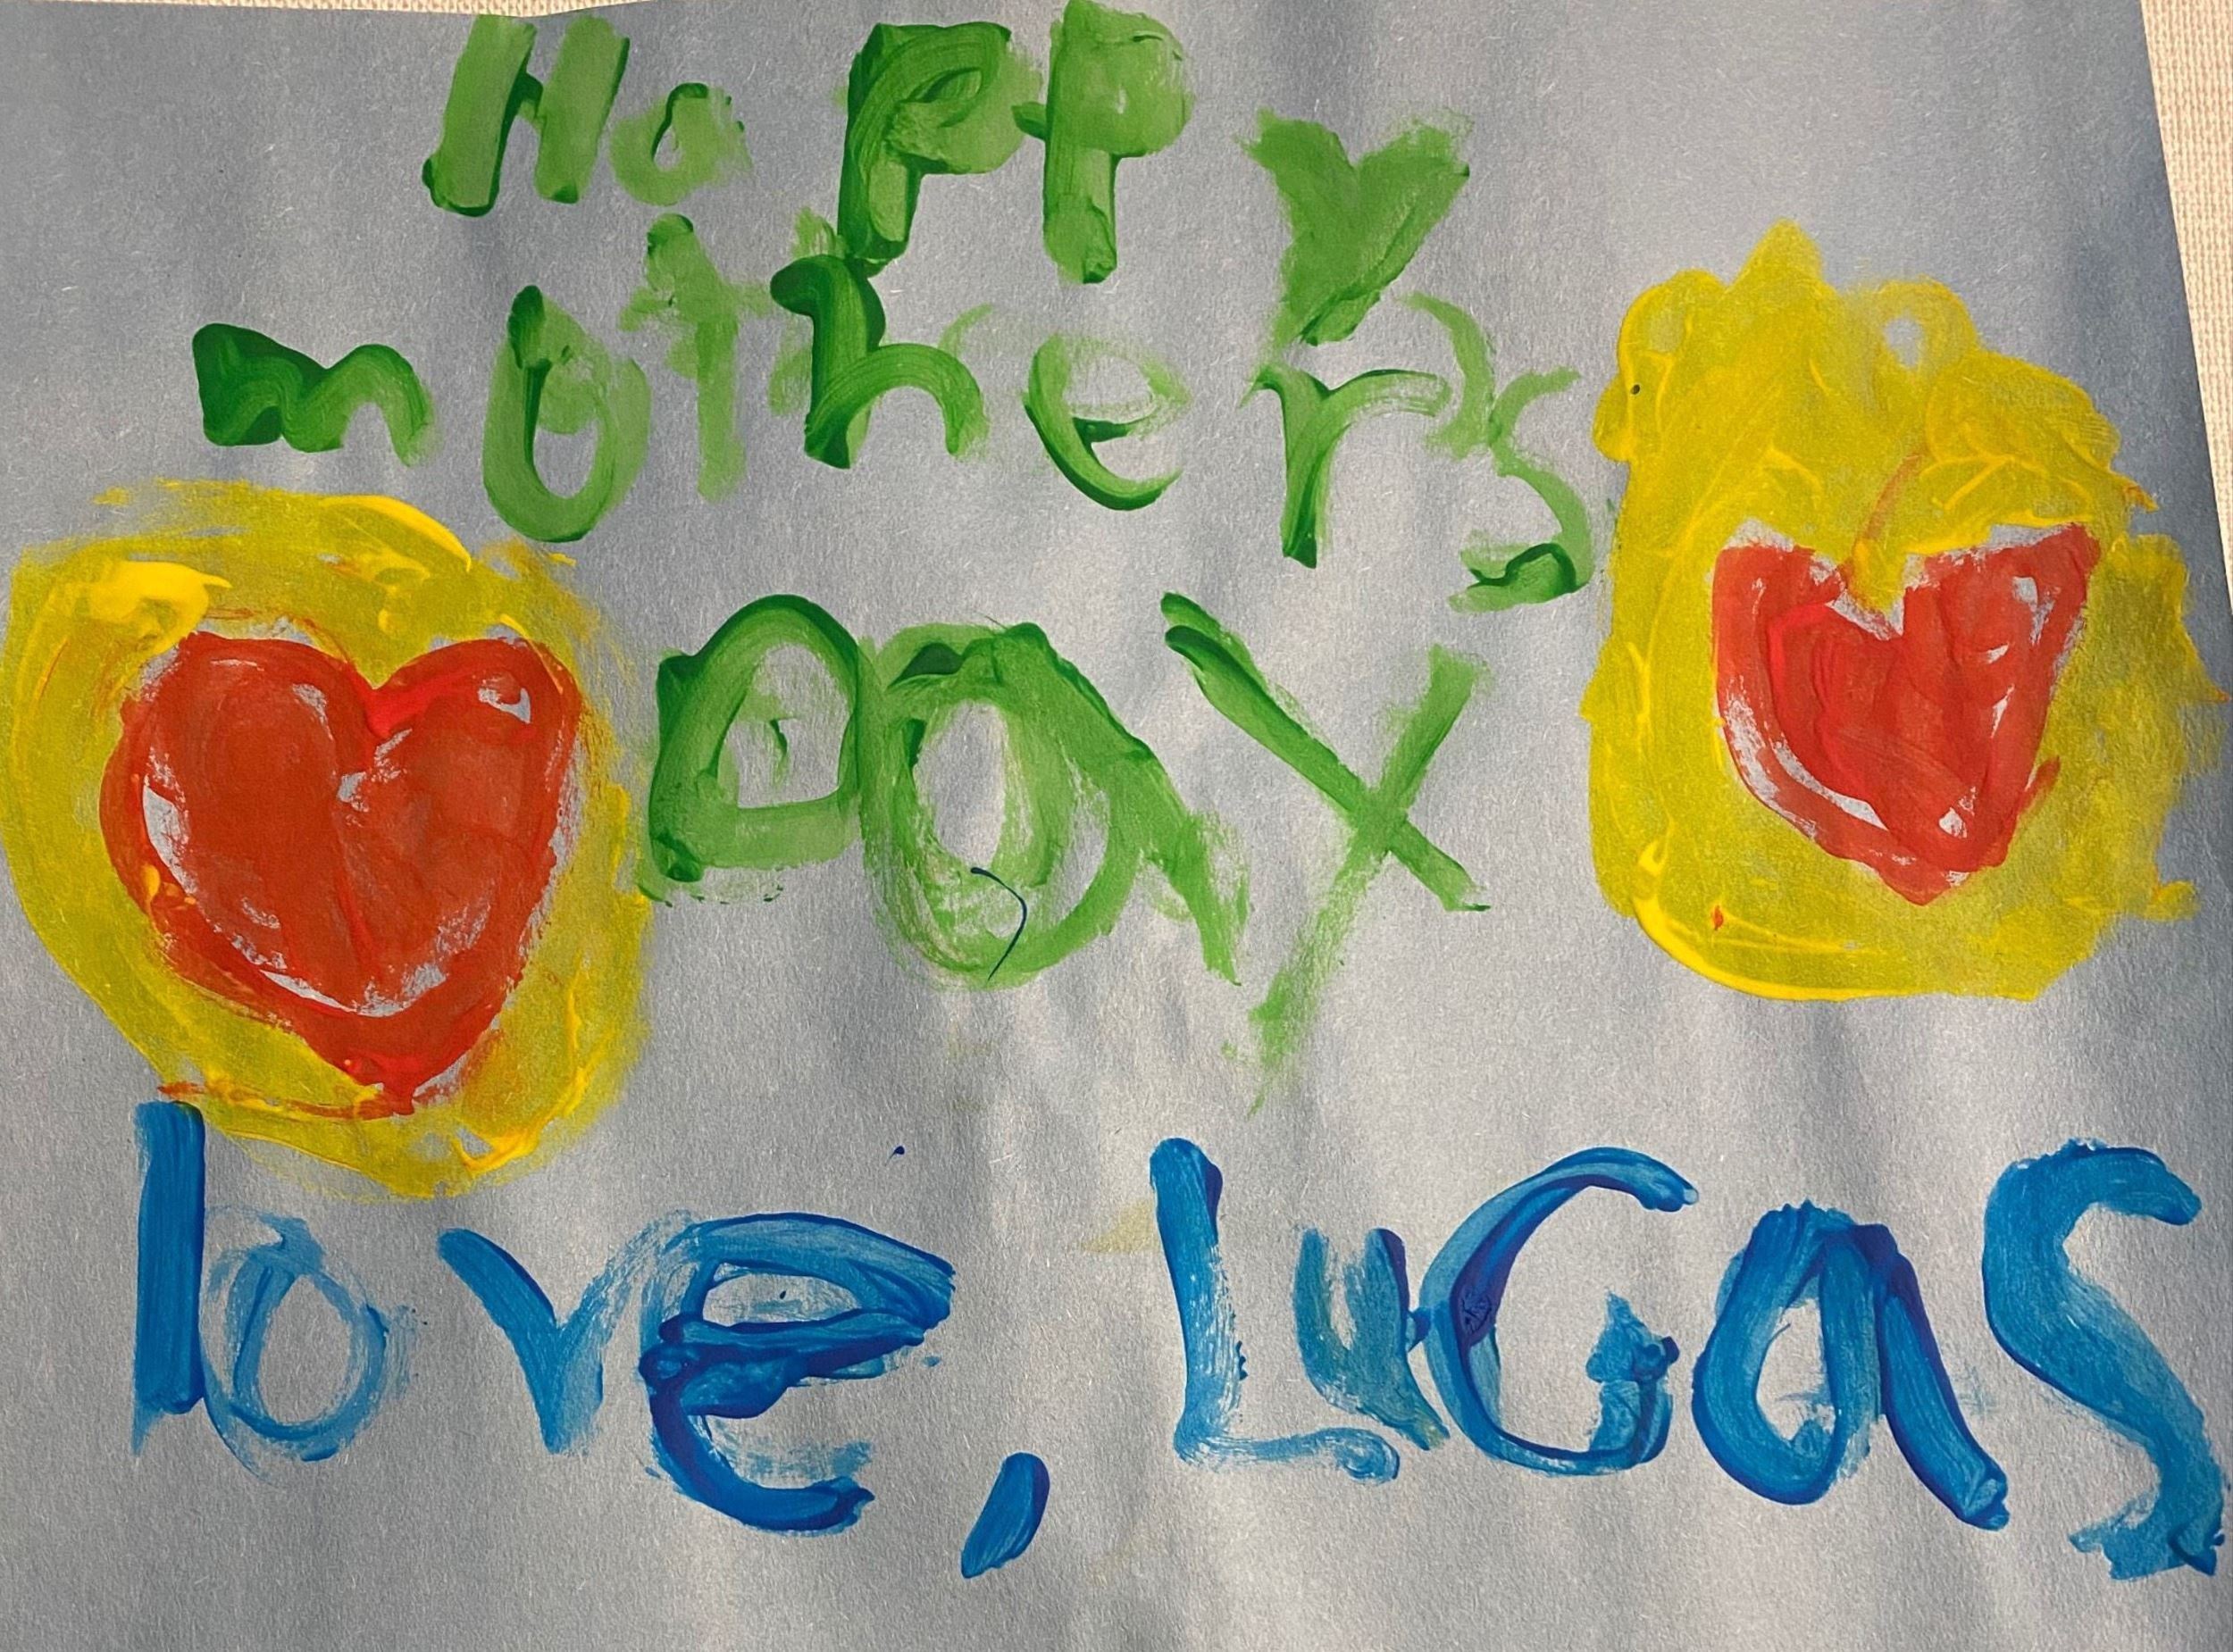 Happy
mother's
Day
love, Lucas